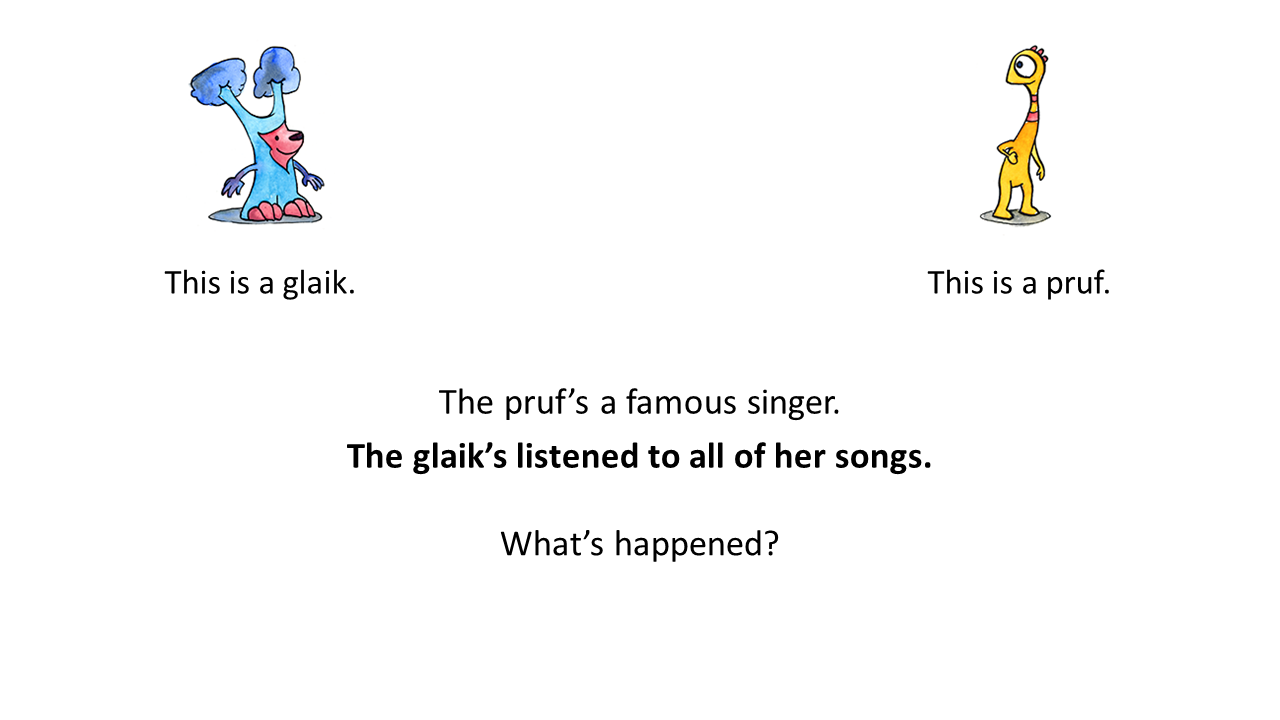 This is a glaik.
This is a pruf.
The pruf’s a famous singer.
The glaik’s listened to all of her songs.
What’s happened?